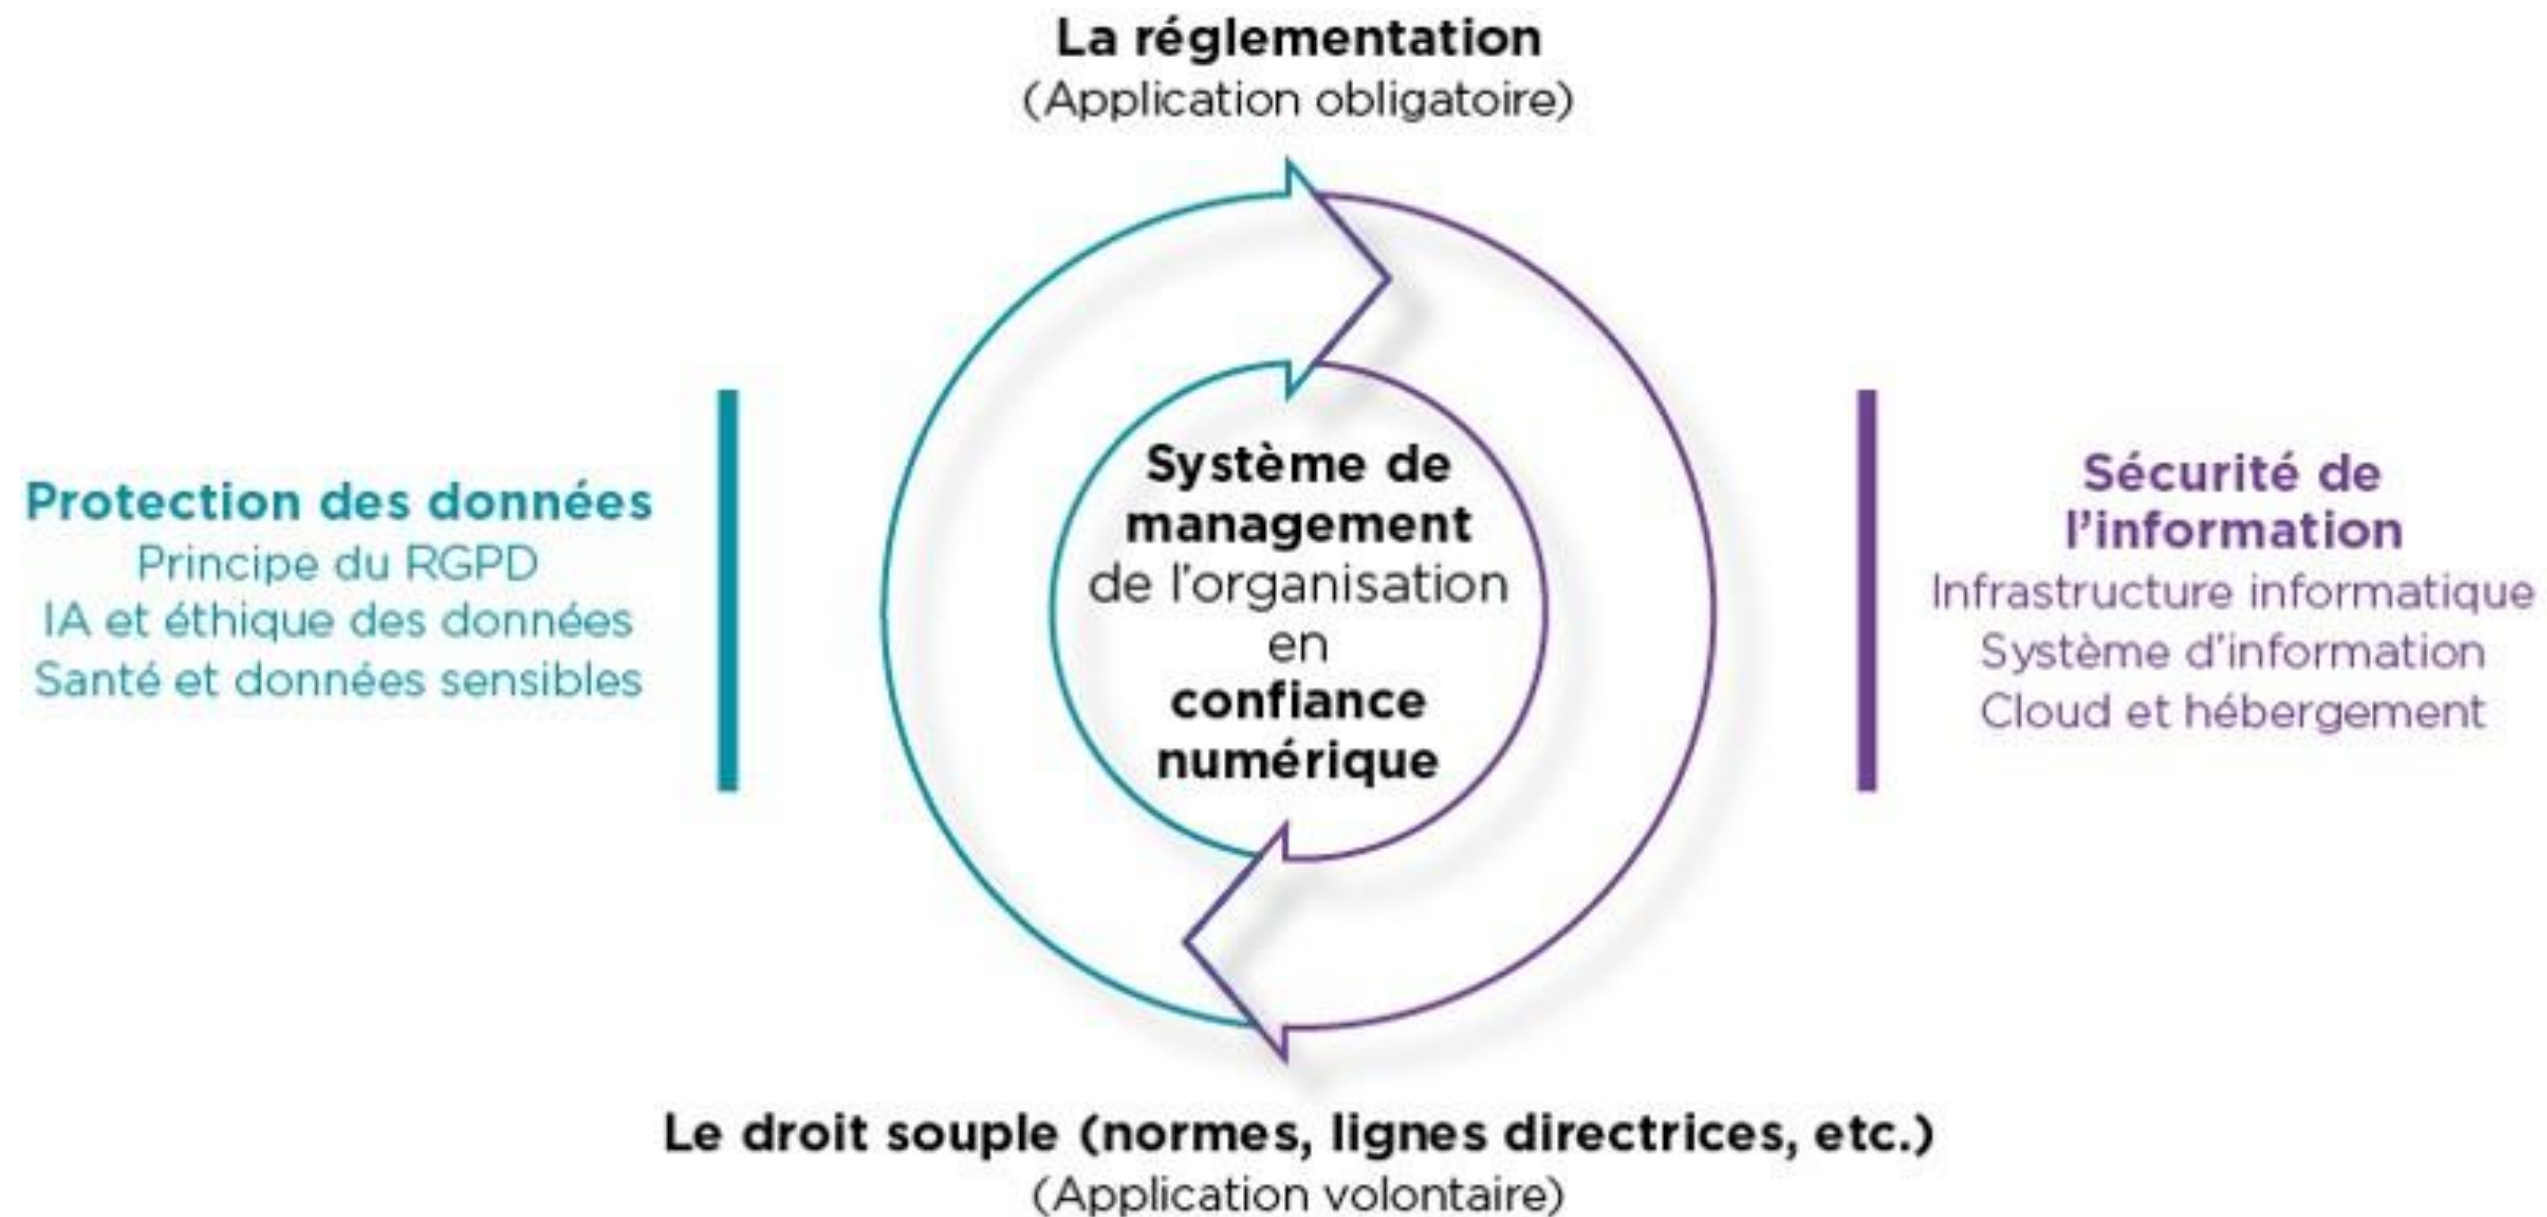 La réglementation
(Application obligatoire)
Protection des données
Principe du RGPD
IA et éthique des données
Santé et données sensibles
Système de
management
de l'organisation
en
confiance
numérique
Sécurité de
l'information
Infrastructure informatique
Système d'information
Cloud et hébergement
Le droit souple (normes, lignes directrices, etc.)
(Application volontaire)